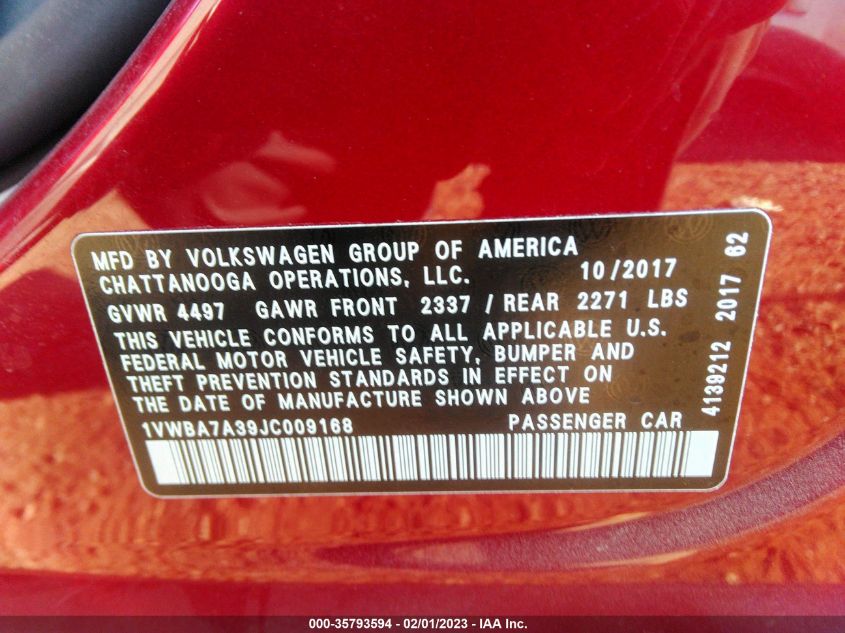 MFD BY VOLKSWAGEN GROUP OF AMERICA
CHATTANOOGA OPERATIONS, LLC. 10/2017
GVWR 4497 GAWR FRONT 2337 / REAR 2271 LBS
THIS VEHICLE CONFORMS TO ALL APPLICABLE U.S.
FEDERAL MOTOR VEHICLE SAFETY, BUMPER AND
THEFT PREVENTION STANDARDS IN EFFECT ON
THE DATE OF MANUFACTURE SHOWN ABOVE
1VWBA7A39JC009168 PASSENGER CAR
4139212 2017 62
000-35793594 - 02/01/2023 - IAA Inc.